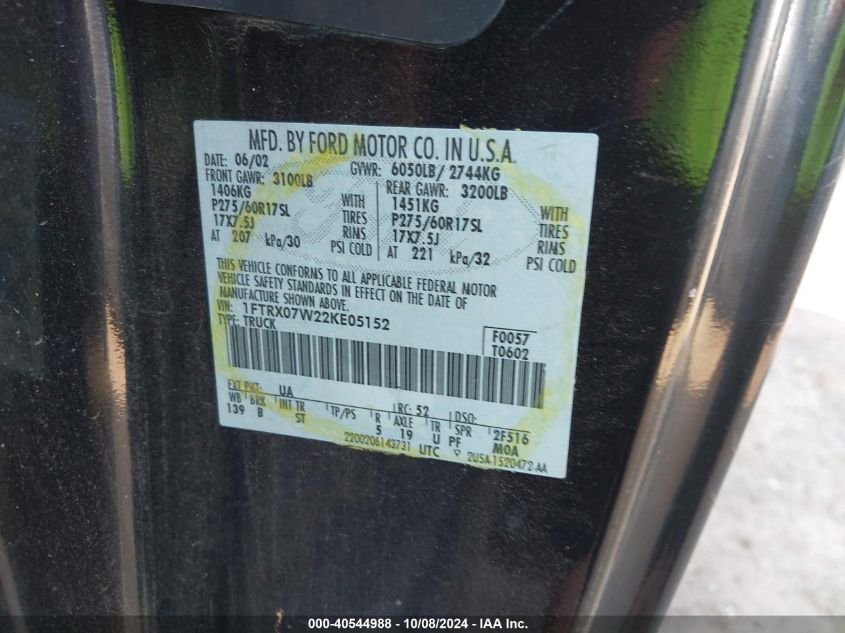 MFD. BY FORD MOTOR CO. IN U.S.A.
DATE: 06/02 GVWR: 6050LB/ 2744KG
FRONT GAWR: 3100LB REAR GAWR: 3200LB
1406KG WITH 1451KG WITH
P275/60R17SL TIRES P275/60R17SL TIRES
17X7.5J RIMS 17X7.5J RIMS
AT 207 kPa/30 PSI COLD AT 221 kPa/32 PSI COLD
THIS VEHICLE CONFORMS TO ALL APPLICABLE FEDERAL MOTOR
VEHICLE SAFETY STANDARDS IN EFFECT ON THE DATE OF
MANUFACTURE SHOWN ABOVE.
VIN: 1FTRX07W22KE05152 F0057
TYPE: TRUCK T0602
EXT PNT: UA RC: 52 DSO:
WB BRK INT TR TP/PS R AXLE TR SPR 2F516
139 B ST 5 19 U PF M0A
2200206143731 UTC ▽ 2USA1520472 AA
000-40544988 - 10/08/2024 - IAA Inc.